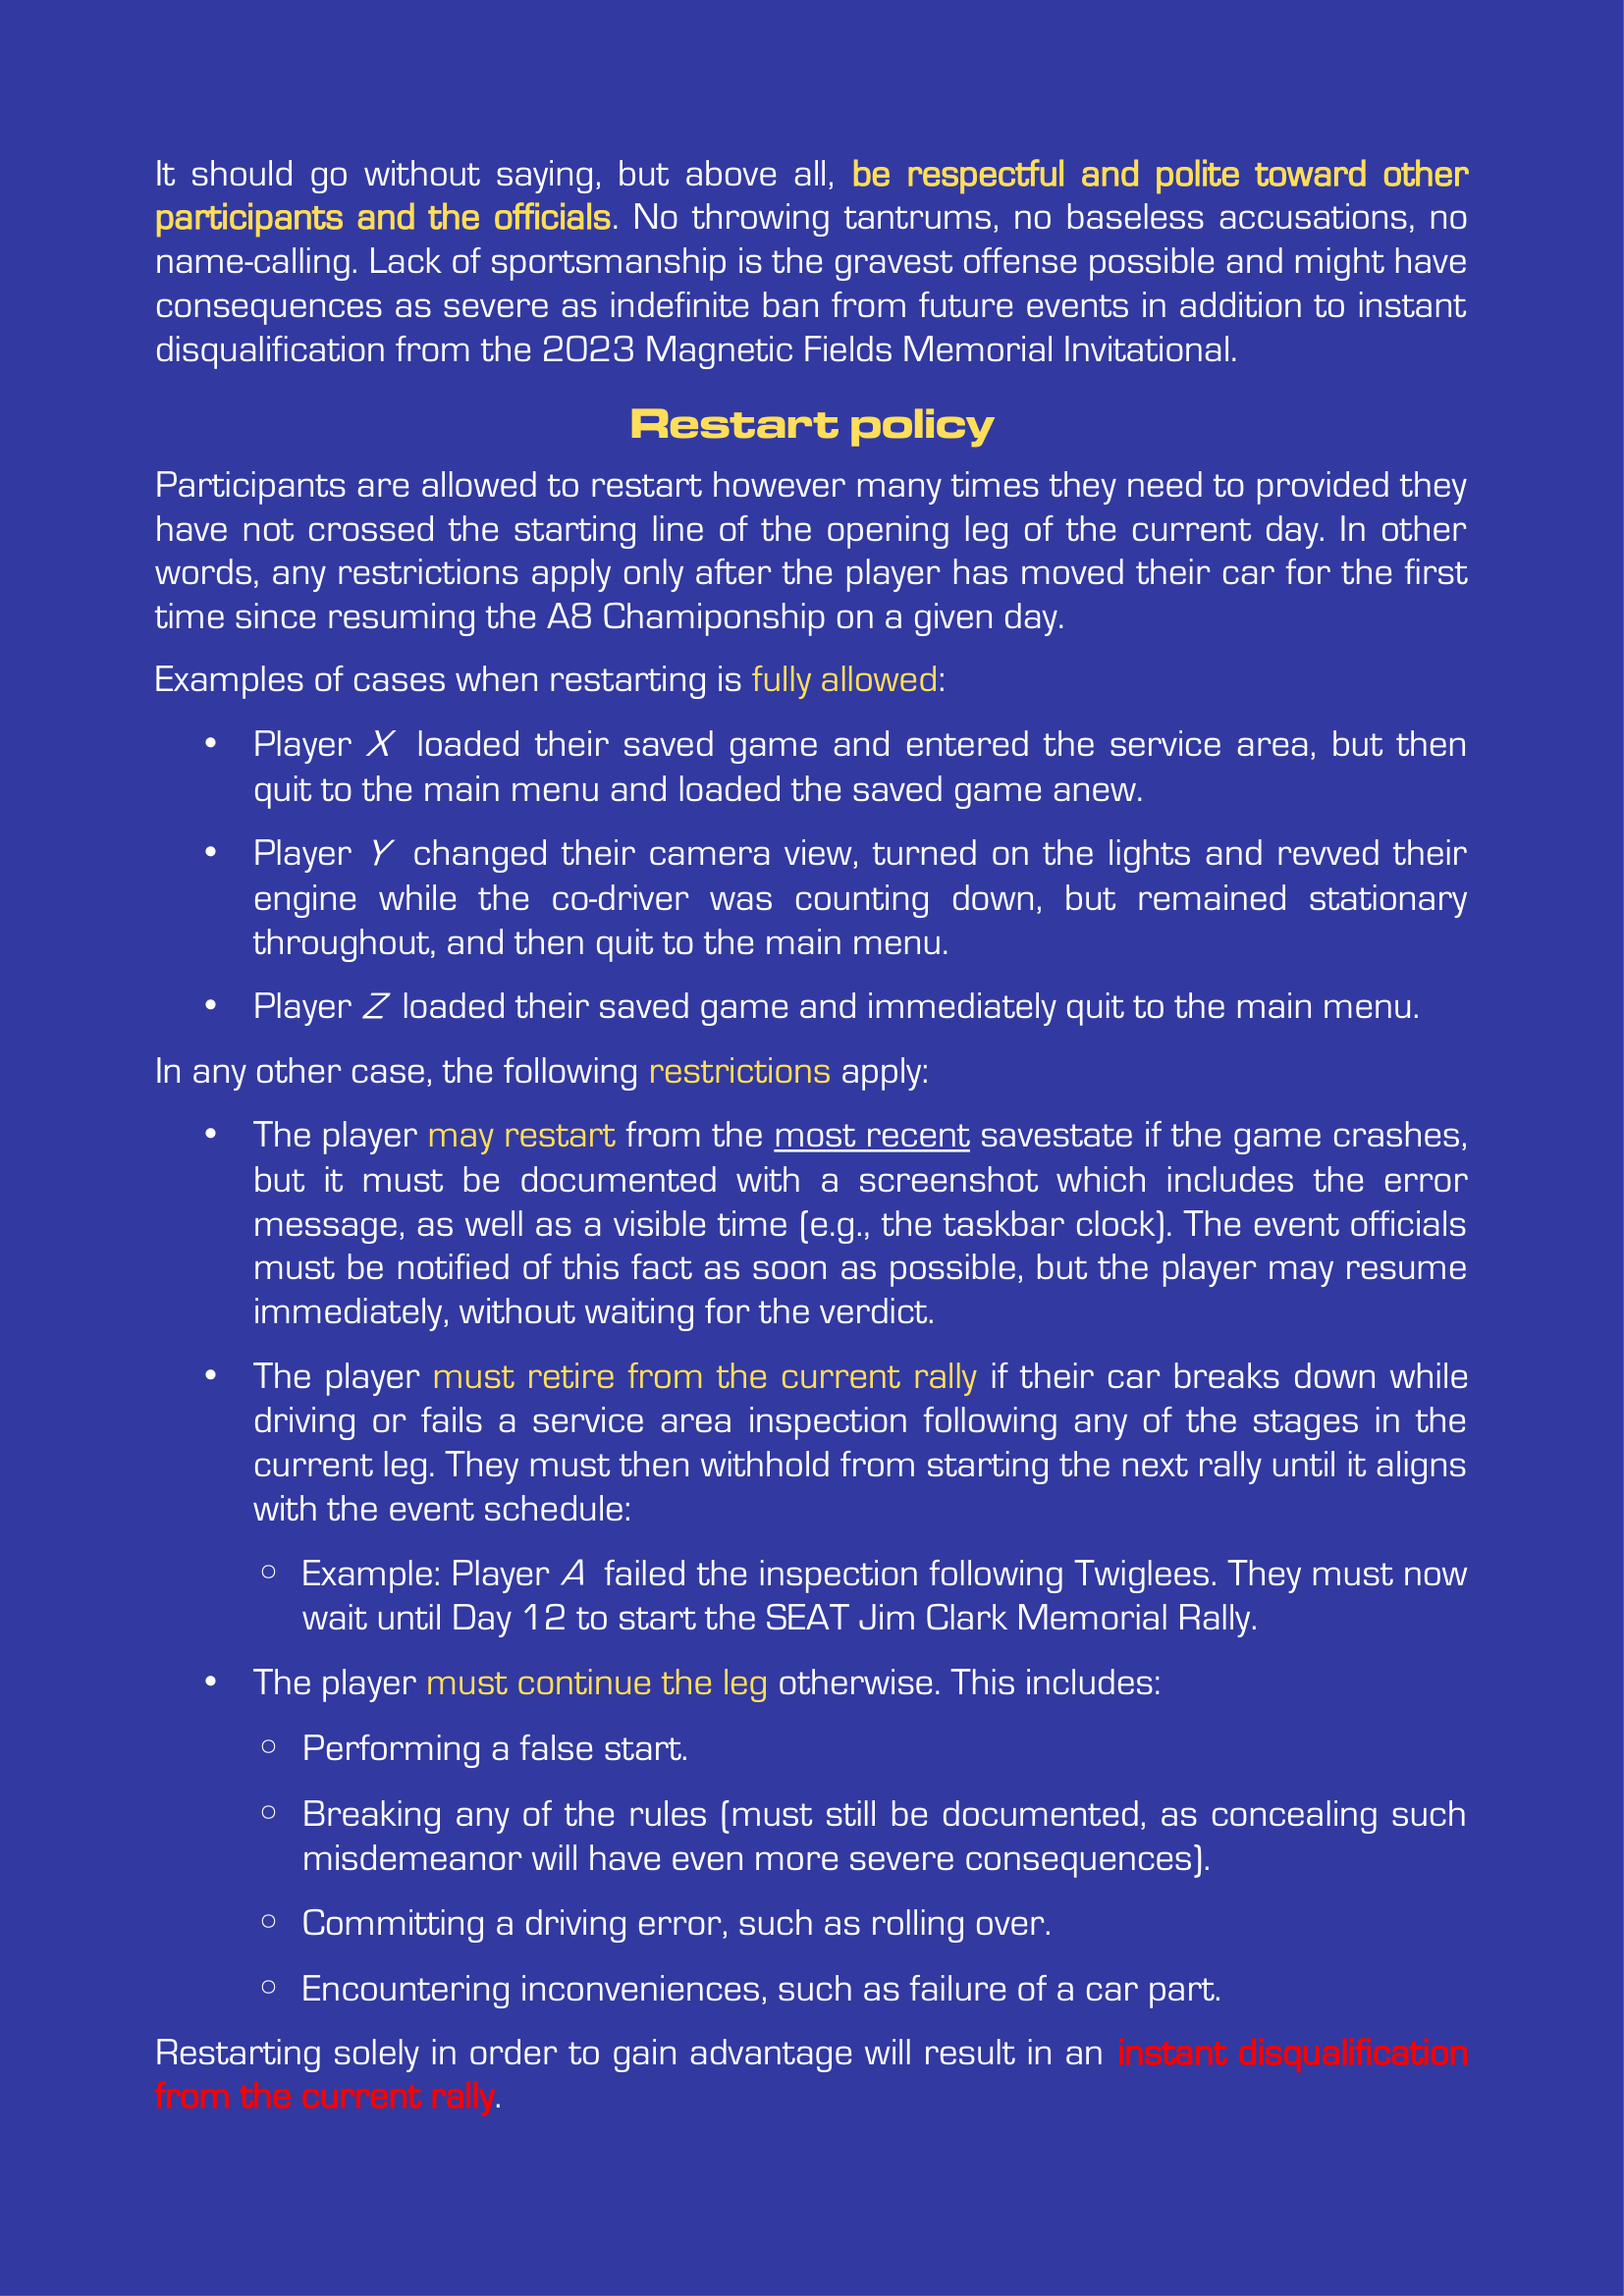 It should go without saying, but above all, be respectful and polite toward other
participants and the officials. No throwing tantrums, no baseless accusations, no
name-calling. Lack of sportsmanship is the gravest offense possible and might have
consequences as severe as indefinite ban from future events in addition to instant
disqualification from the 2023 Magnetic Fields Memorial Invitational.
Restart policy
Participants are allowed to restart however many times they need to provided they
have not crossed the starting line of the opening leg of the current day. In other
words, any restrictions apply only after the player has moved their car for the first
time since resuming the A8 Chamiponship on a given day.
Examples of cases when restarting is fully allowed:
• Player X loaded their saved game and entered the service area, but then
quit to the main menu and loaded the saved game anew.
• Player Y changed their camera view, turned on the lights and revved their
engine while the co-driver was counting down, but remained stationary
throughout, and then quit to the main menu.
• Player Z loaded their saved game and immediately quit to the main menu.
In any other case, the following restrictions apply:
• The player may restart from the most recent savestate if the game crashes,
but it must be documented with a screenshot which includes the error
message, as well as a visible time (e.g., the taskbar clock). The event officials
must be notified of this fact as soon as possible, but the player may resume
immediately, without waiting for the verdict.
• The player must retire from the current rally if their car breaks down while
driving or fails a service area inspection following any of the stages in the
current leg. They must then withhold from starting the next rally until it aligns
with the event schedule:
○ Example: Player A failed the inspection following Twiglees. They must now
wait until Day 12 to start the SEAT Jim Clark Memorial Rally.
• The player must continue the leg otherwise. This includes:
○ Performing a false start.
○ Breaking any of the rules (must still be documented, as concealing such
misdemeanor will have even more severe consequences).
○ Committing a driving error, such as rolling over.
○ Encountering inconveniences, such as failure of a car part.
Restarting solely in order to gain advantage will result in an instant disqualification
from the current rally.